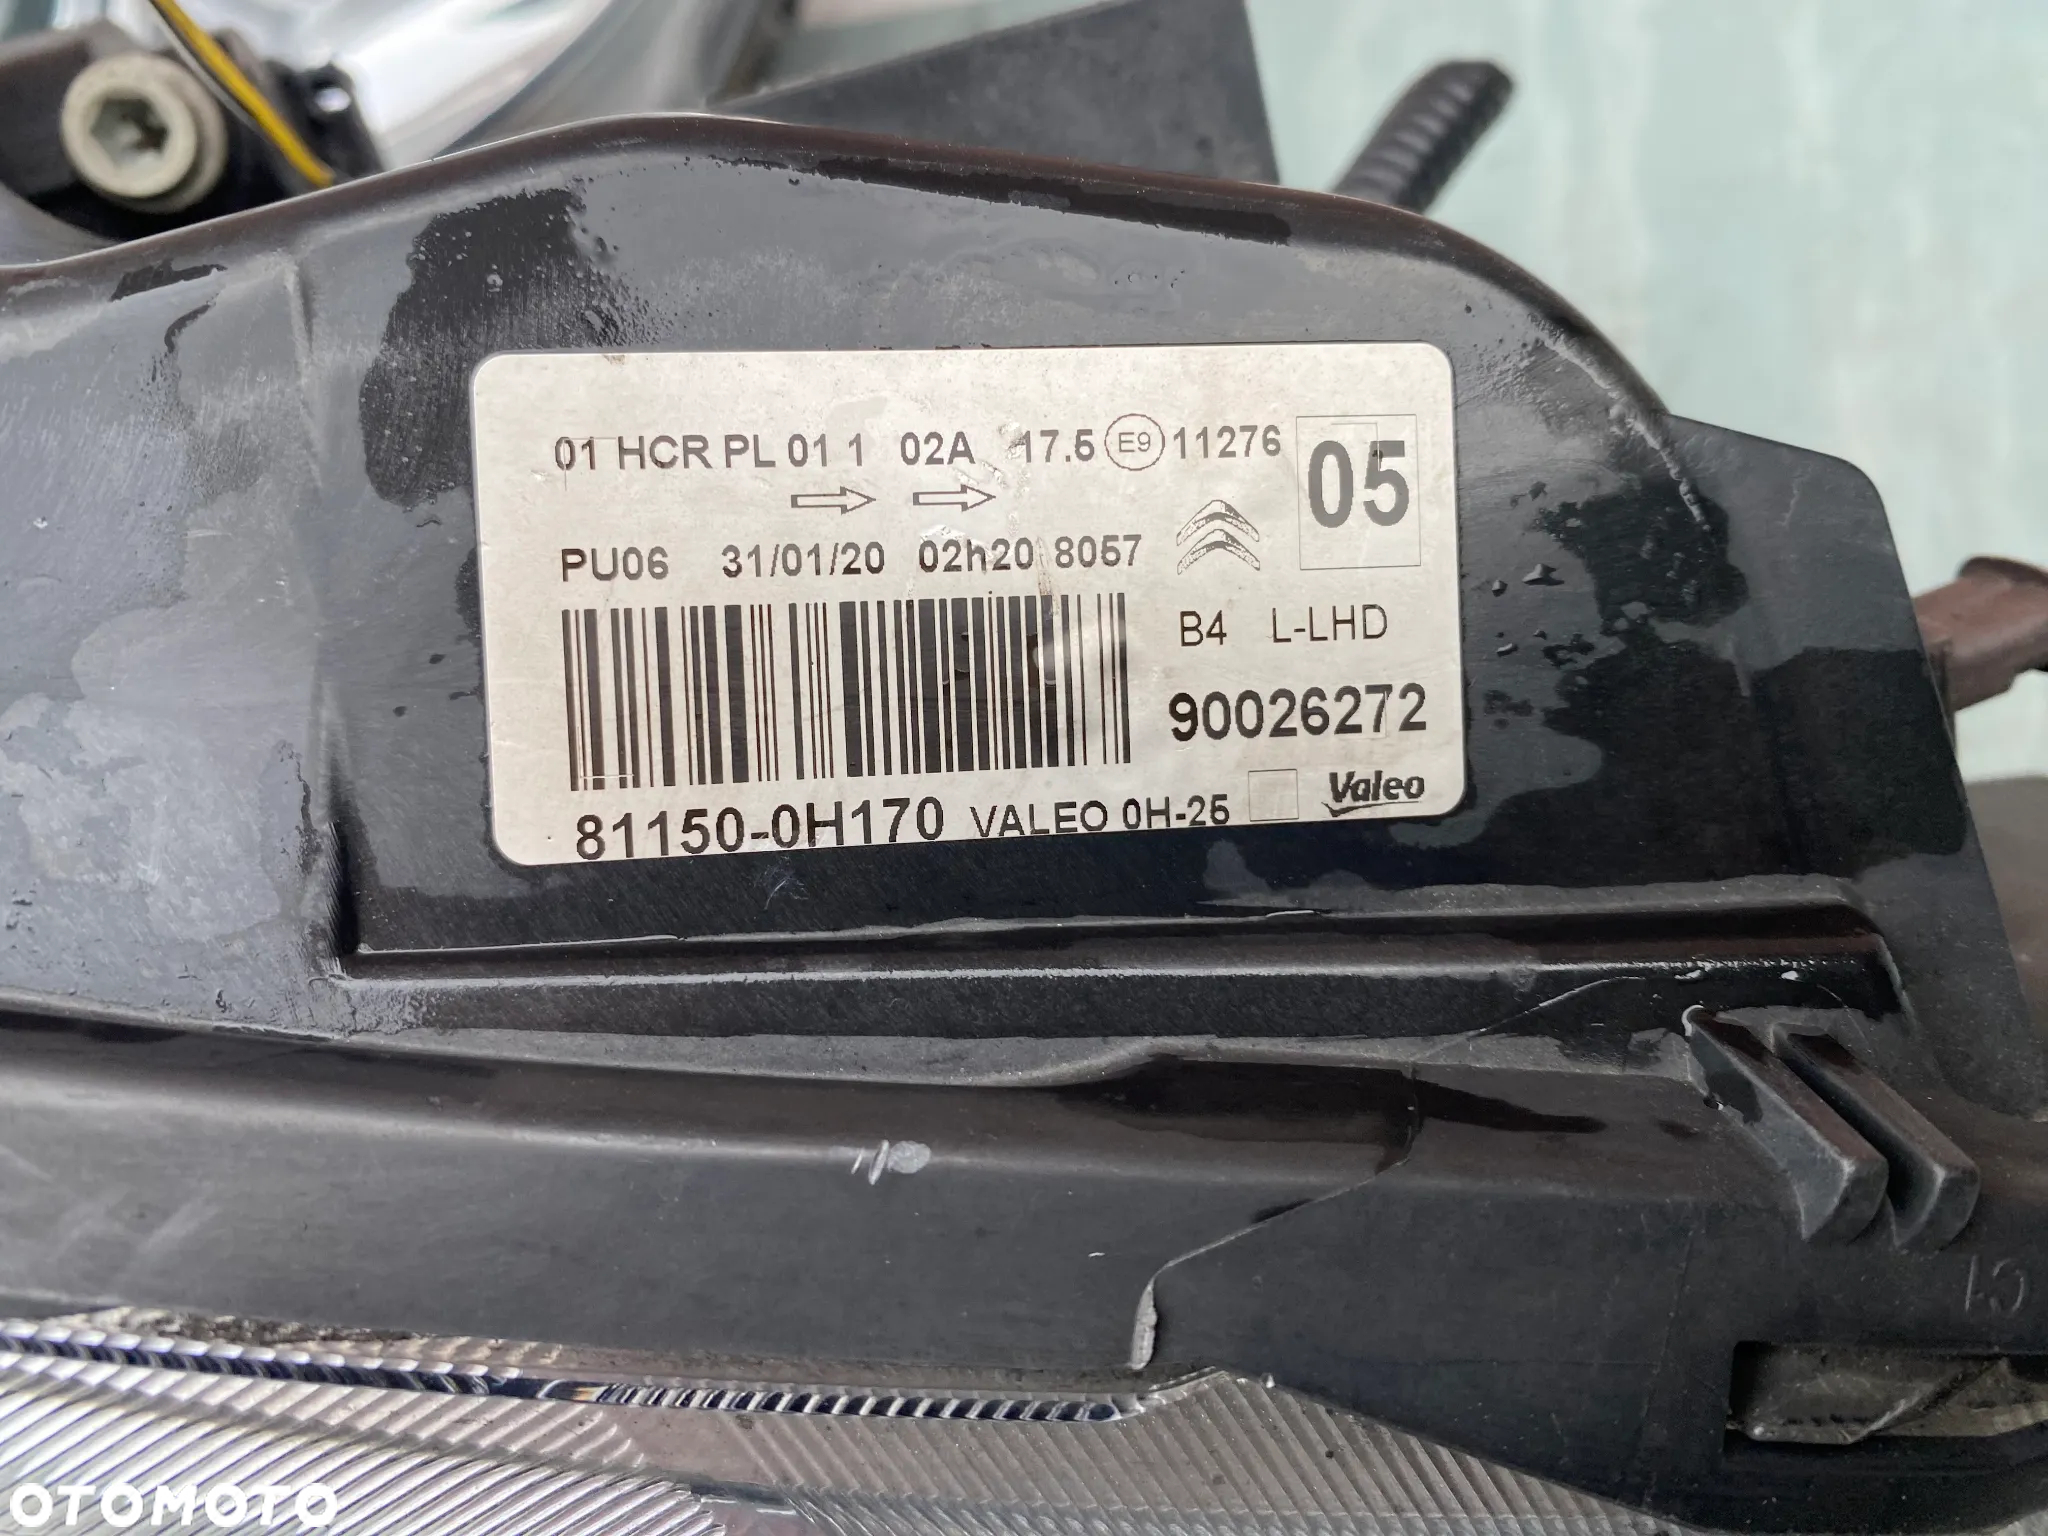 01 HCR PL 01 1 02A 17.5 E9 11276
05
PU06 31/01/20 02h20 8057
B4 L-LHD
90026272
81150-0H170 VALEO 0H-25
Valeo
OTOMOTO